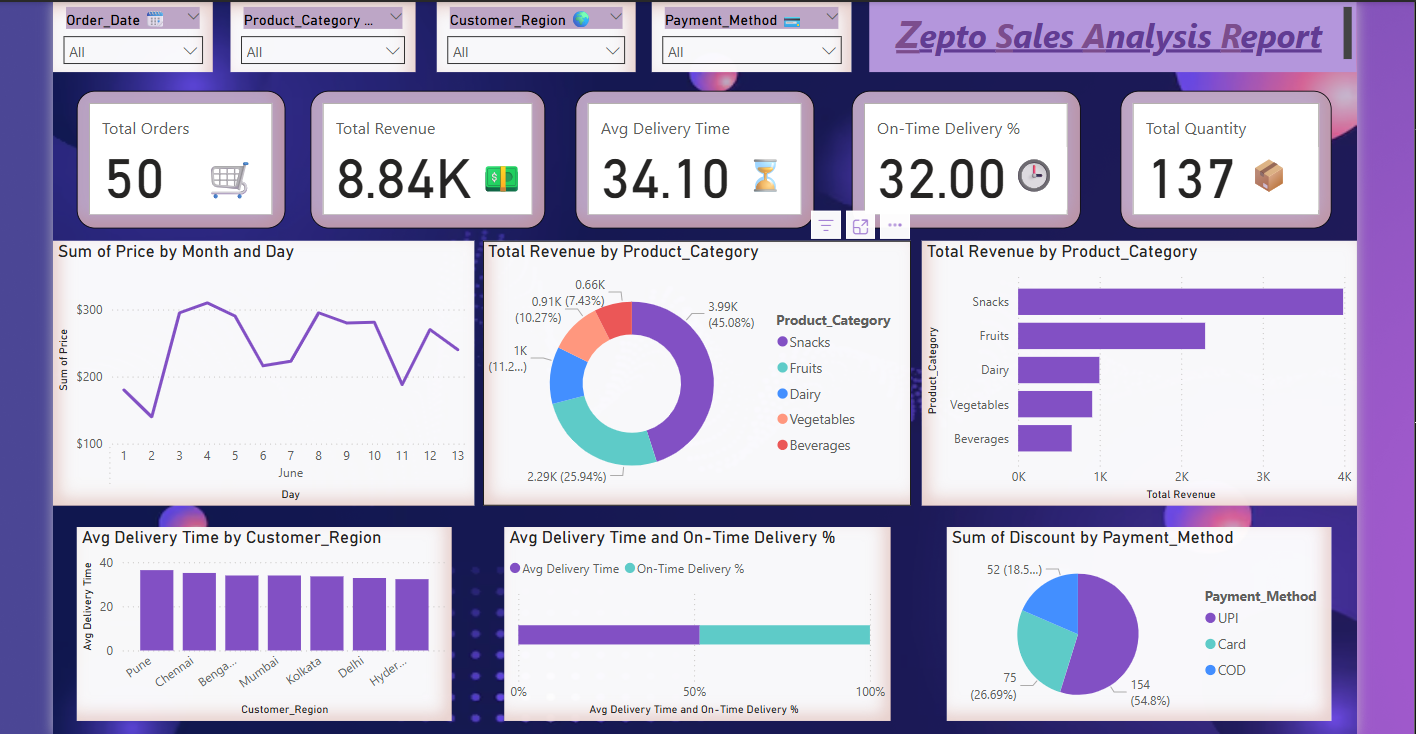 Order_Date
Product_Category ...
Customer_Region
Payment_Method
All
All
All
All
Zepto Sales Analysis Report
Total Orders
50
Total Revenue
8.84K
Avg Delivery Time
34.10
On-Time Delivery %
32.00
Total Quantity
137
Sum of Price by Month and Day
Sum of Price
$300
$200
$100
1 2 3 4 5 6 7 8 9 10 11 12 13
June
Day
Total Revenue by Product_Category
0.66K
(7.43%)
0.91K
(10.27%)
1K
(11.2...)
2.29K (25.94%)
3.99K
(45.08%)
Product_Category
Snacks
Fruits
Dairy
Vegetables
Beverages
Total Revenue by Product_Category
Product_Category
Snacks
Fruits
Dairy
Vegetables
Beverages
0K 1K 2K 3K 4K
Total Revenue
Avg Delivery Time by Customer_Region
Avg Delivery Time
40
20
0
Pune Chennai Benga... Mumbai Kolkata Delhi Hyder...
Customer_Region
Avg Delivery Time and On-Time Delivery %
Avg Delivery Time On-Time Delivery %
0% 50% 100%
Avg Delivery Time and On-Time Delivery %
Sum of Discount by Payment_Method
52 (18.5...)
75
(26.69%)
154
(54.8%)
Payment_Method
UPI
Card
COD